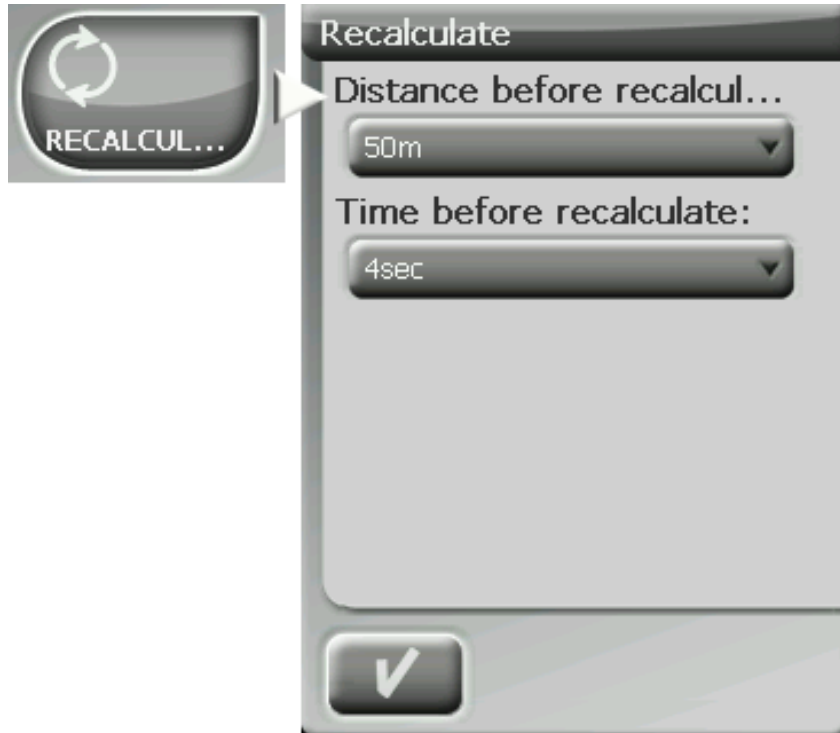 RECALCUL...
Recalculate
Distance before recalcul...
50m
Time before recalculate:
4sec